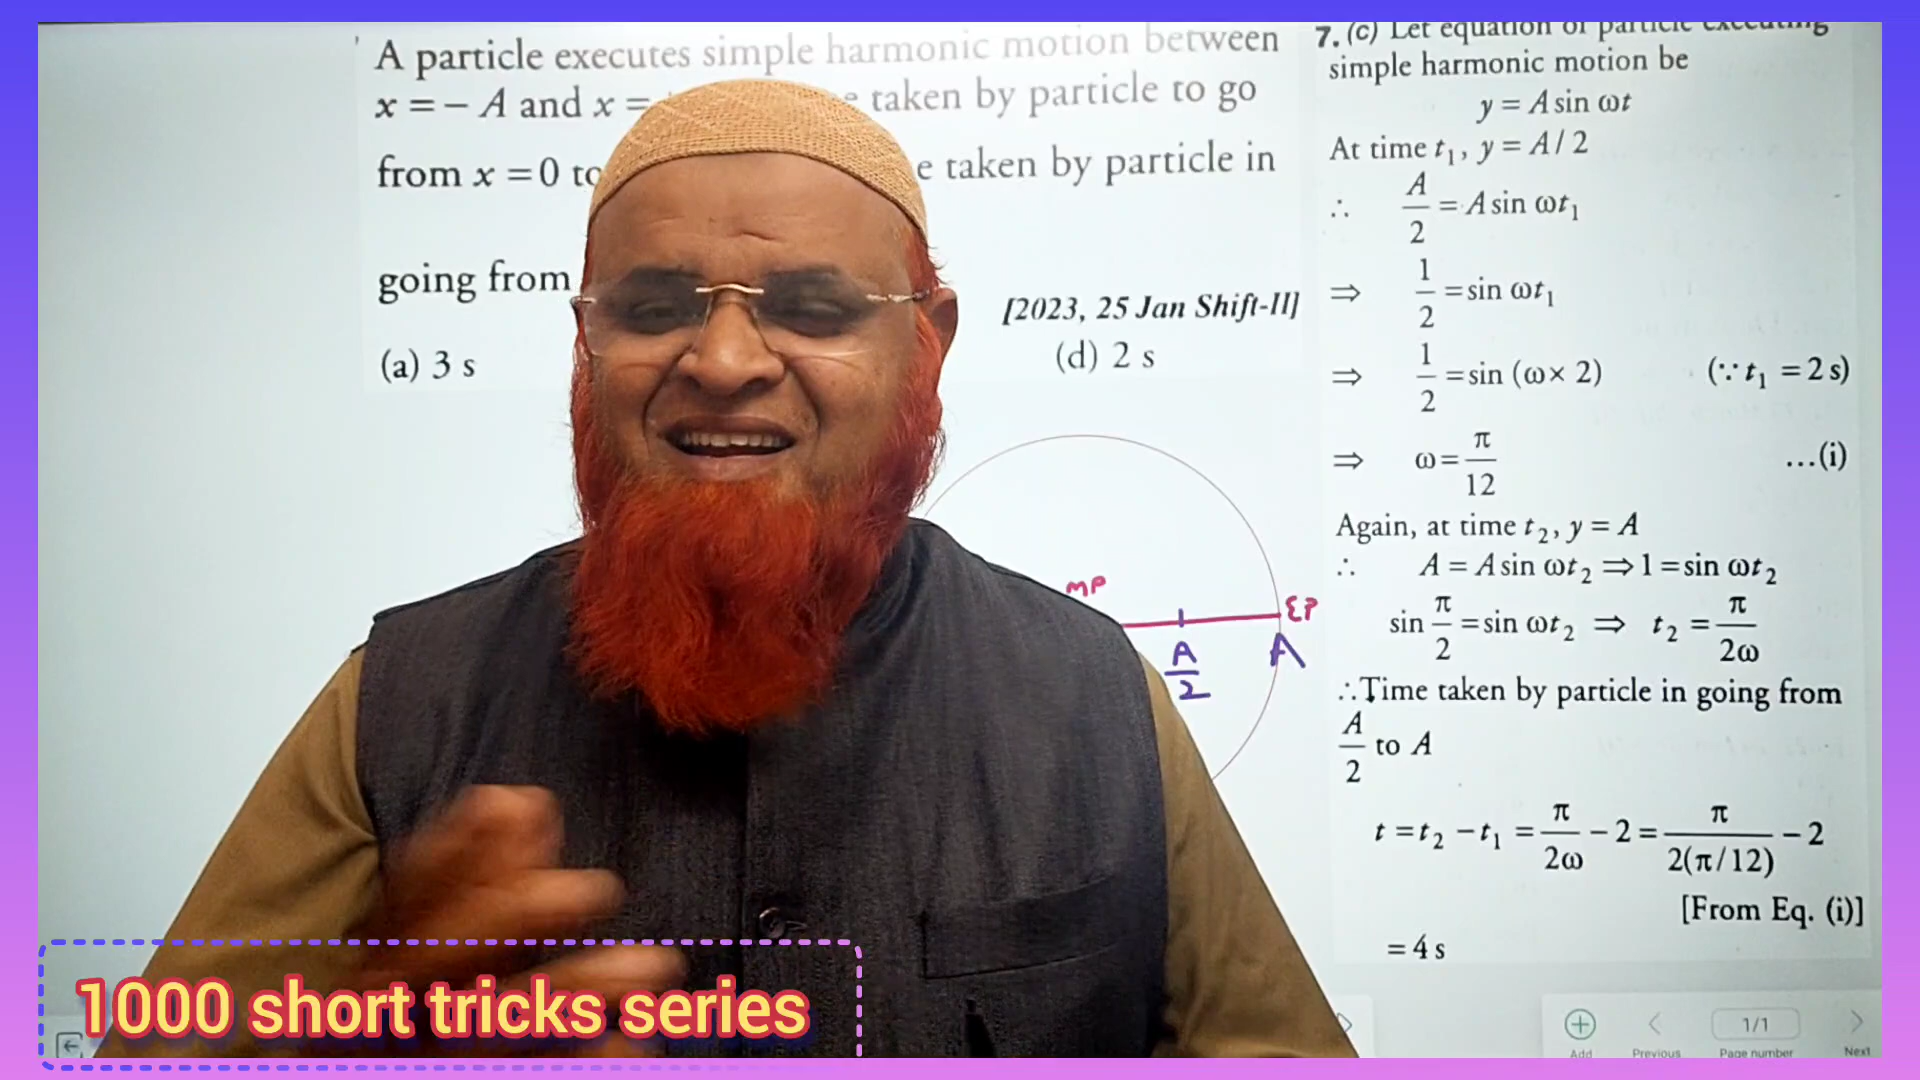 A particle executes simple harmonic motion between
x = − A and x = taken by particle to go
from x = 0 to e taken by particle in
going from
[2023, 25 Jan Shift-II]
(a) 3 s (d) 2 s
MP
EP
A/2
A
7. (c) Let equation of particle executing
simple harmonic motion be
y = A sin ωt
At time t₁, y = A/2
∴ A/2 = A sin ωt₁
⇒ 1/2 = sin ωt₁
⇒ 1/2 = sin (ω× 2) (∵ t₁ = 2 s)
⇒ ω = π/12 ...(i)
Again, at time t₂, y = A
∴ A = A sin ωt₂ ⇒ 1 = sin ωt₂
sin π/2 = sin ωt₂ ⇒ t₂ = π/2ω
∴Time taken by particle in going from
A/2 to A
t = t₂ − t₁ = π/2ω − 2 = π/2(π/12) − 2
[From Eq. (i)]
= 4 s
1000 short tricks series
1/1
Add Previous Page number Next